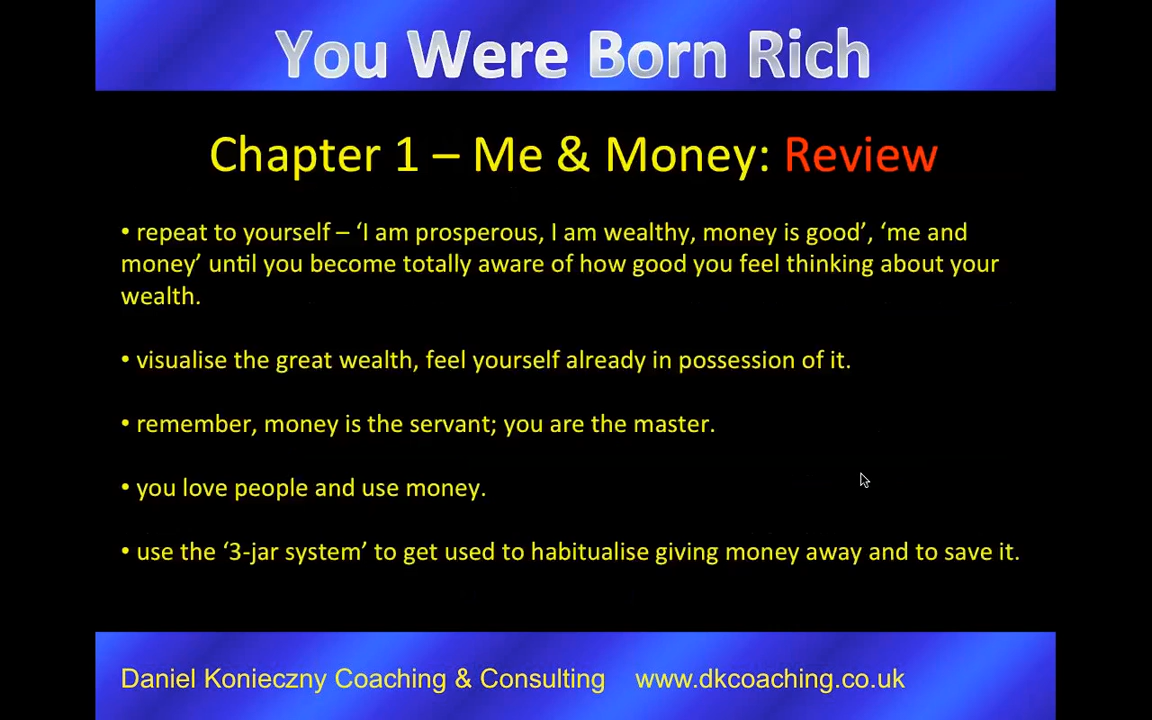 You Were Born Rich
Chapter 1 – Me & Money: Review
• repeat to yourself – ‘I am prosperous, I am wealthy, money is good’, ‘me and
money’ until you become totally aware of how good you feel thinking about your
wealth.
• visualise the great wealth, feel yourself already in possession of it.
• remember, money is the servant; you are the master.
• you love people and use money.
• use the ‘3-jar system’ to get used to habitualise giving money away and to save it.
Daniel Konieczny Coaching & Consulting www.dkcoaching.co.uk